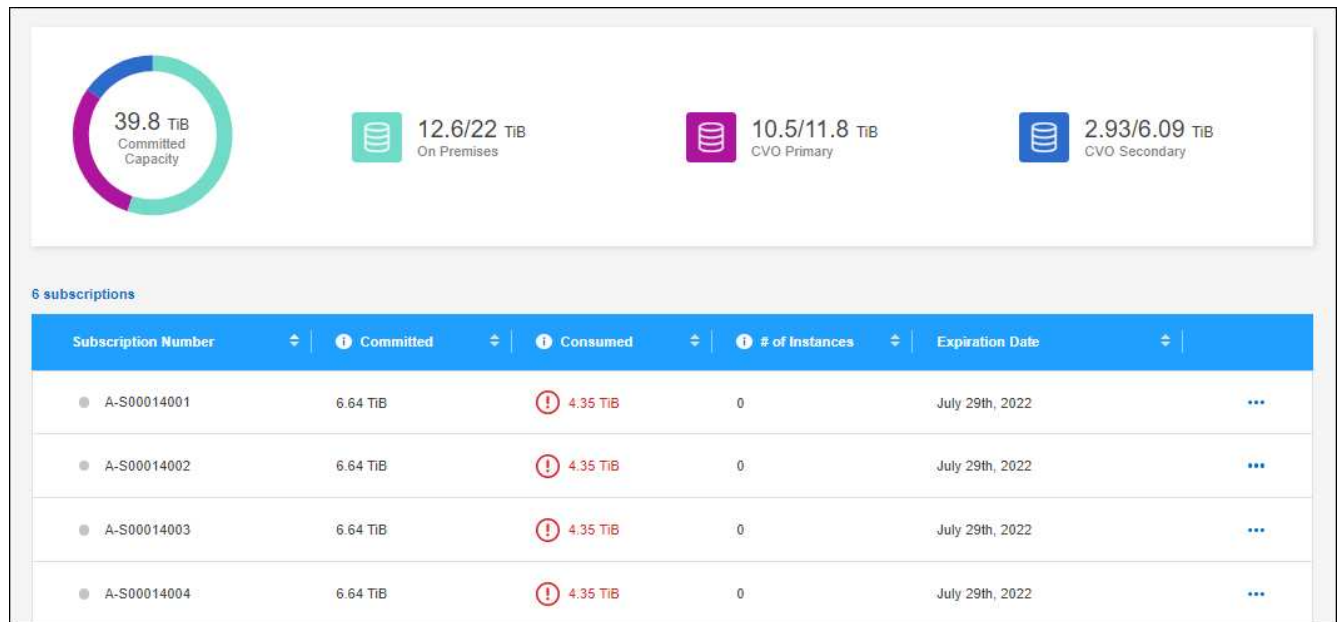 39.8 TiB
Committed
Capacity
12.6/22 TiB
On Premises
10.5/11.8 TiB
CVO Primary
2.93/6.09 TiB
CVO Secondary
6 subscriptions
Subscription Number Committed Consumed # of Instances Expiration Date
A-S00014001 6.64 TiB 4.35 TiB 0 July 29th, 2022
A-S00014002 6.64 TiB 4.35 TiB 0 July 29th, 2022
A-S00014003 6.64 TiB 4.35 TiB 0 July 29th, 2022
A-S00014004 6.64 TiB 4.35 TiB 0 July 29th, 2022